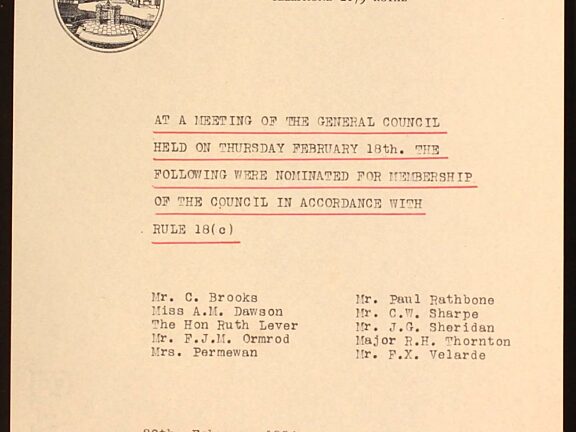 AT A MEETING OF THE GENERAL COUNCIL
HELD ON THURSDAY FEBRUARY 18th. THE
FOLLOWING WERE NOMINATED FOR MEMBERSHIP
OF THE COUNCIL IN ACCORDANCE WITH
RULE 18(c)
Mr. C. Brooks
Miss A.M. Dawson
The Hon Ruth Lever
Mr. F.J.M. Ormrod
Mrs. Permewan
Mr. Paul Rathbone
Mr. C.W. Sharpe
Mr. J.G. Sheridan
Major R.H. Thornton
Mr. F.X. Velarde